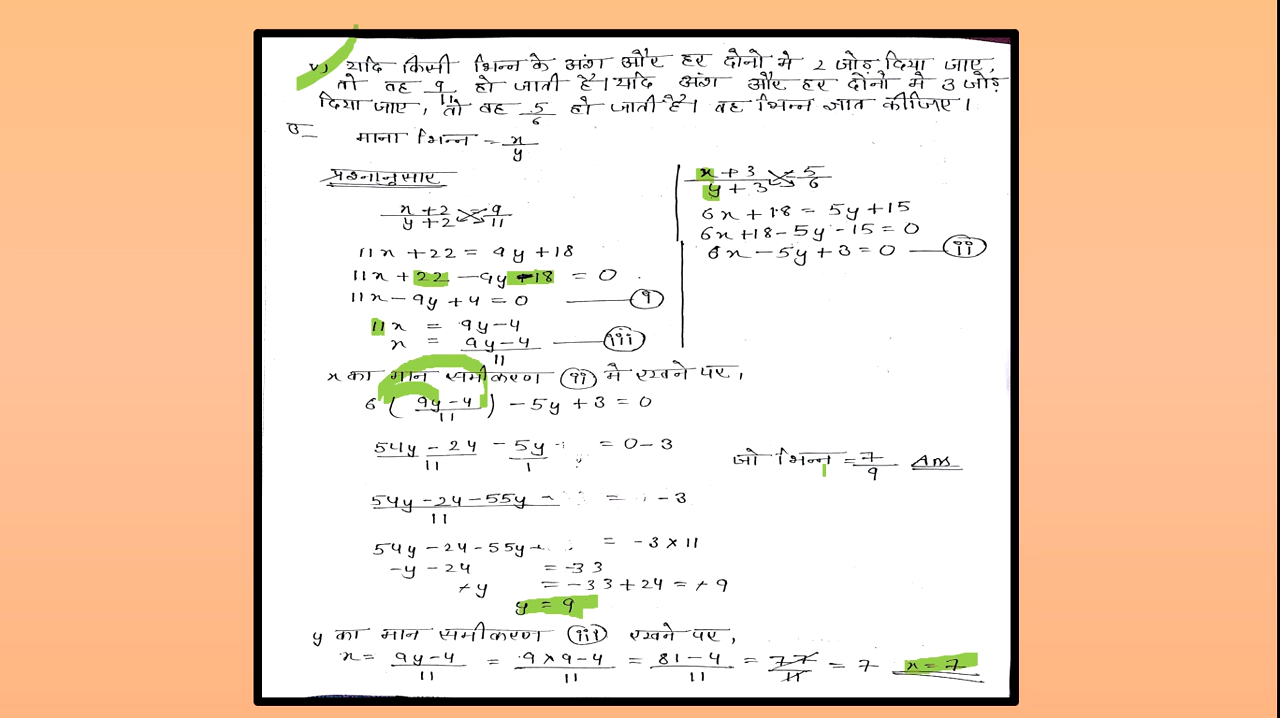 v) यदि किसी भिन्न के अंश और हर दोनो मे 2 जोड़ दिया जाए,
तो वह 9/11 हो जाती है। यदि अंश और हर दोनो मे 3 जोड़
दिया जाए, तो वह 5/6 हो जाती है। वह भिन्न ज्ञात कीजिए।
माना भिन्न = x/y
प्रश्नानुसार
(x+2)/(y+2) = 9/11
11x + 22 = 9y + 18
11x + 22 - 9y - 18 = 0
11x - 9y + 4 = 0 — (i)
11x = 9y - 4
x = (9y-4)/11 — (iii)
(x+3)/(y+3) = 5/6
6x + 18 = 5y + 15
6x + 18 - 5y - 15 = 0
6x - 5y + 3 = 0 — (ii)
x का मान समीकरण (ii) मे रखने पर,
6 ( (9y-4)/11 ) - 5y + 3 = 0
(54y - 24)/11 - 5y/1 = 0 - 3
(54y - 24 - 55y)/11 = -3
54y - 24 - 55y = -3 × 11
-y - 24 = -33
-y = -33 + 24 = -9
y = 9
जो भिन्न = 7/9 Ans
y का मान समीकरण (iii) रखने पर,
x = (9y-4)/11 = (9×9-4)/11 = (81-4)/11 = 77/11 = 7 x = 7